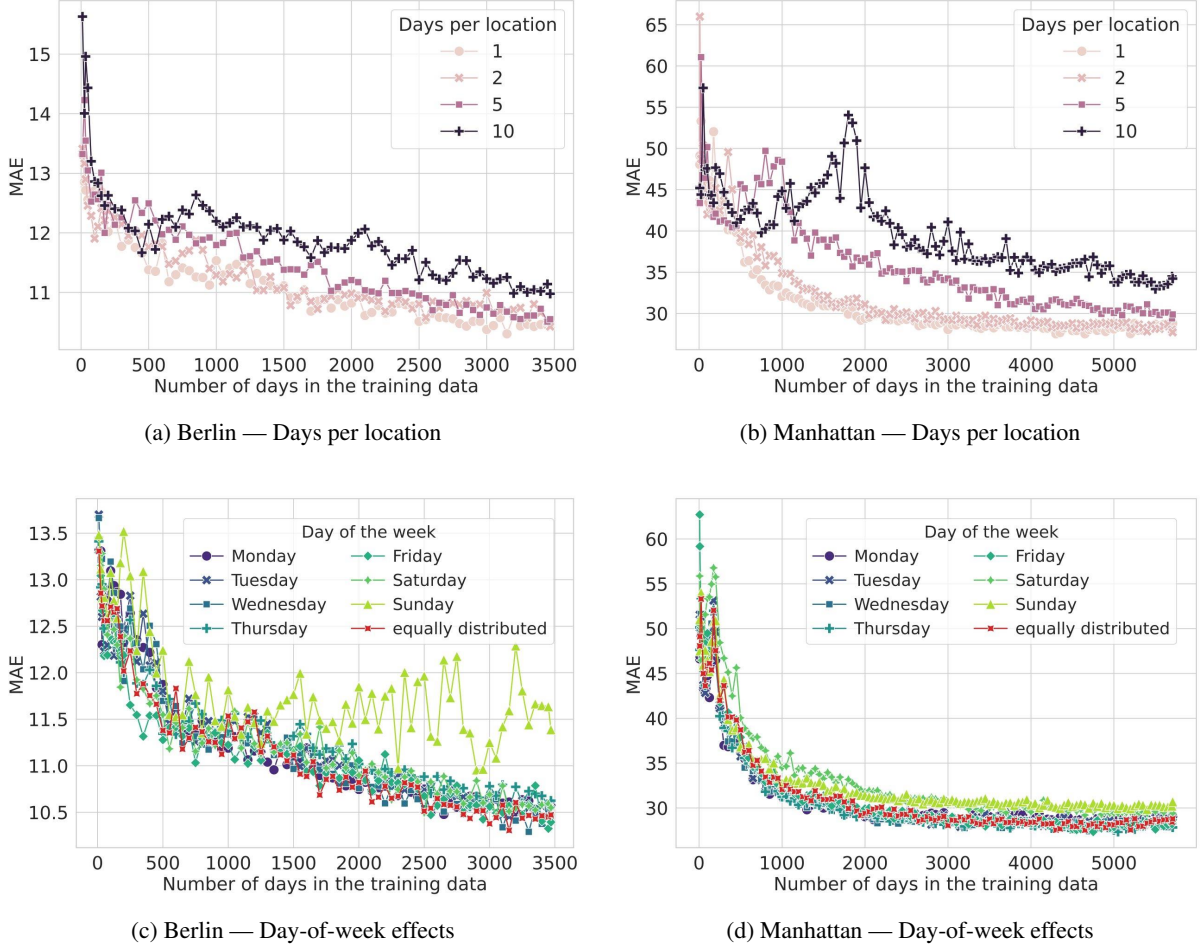 Days per location
1
2
5
10
15
14
13
12
11
MAE
0 500 1000 1500 2000 2500 3000 3500
Number of days in the training data
(a) Berlin — Days per location
Days per location
1
2
5
10
65
60
55
50
45
40
35
30
MAE
0 1000 2000 3000 4000 5000
Number of days in the training data
(b) Manhattan — Days per location
Day of the week
Monday Friday
Tuesday Saturday
Wednesday Sunday
Thursday equally distributed
13.5
13.0
12.5
12.0
11.5
11.0
10.5
MAE
0 500 1000 1500 2000 2500 3000 3500
Number of days in the training data
(c) Berlin — Day-of-week effects
Day of the week
Monday Friday
Tuesday Saturday
Wednesday Sunday
Thursday equally distributed
60
55
50
45
40
35
30
MAE
0 1000 2000 3000 4000 5000
Number of days in the training data
(d) Manhattan — Day-of-week effects